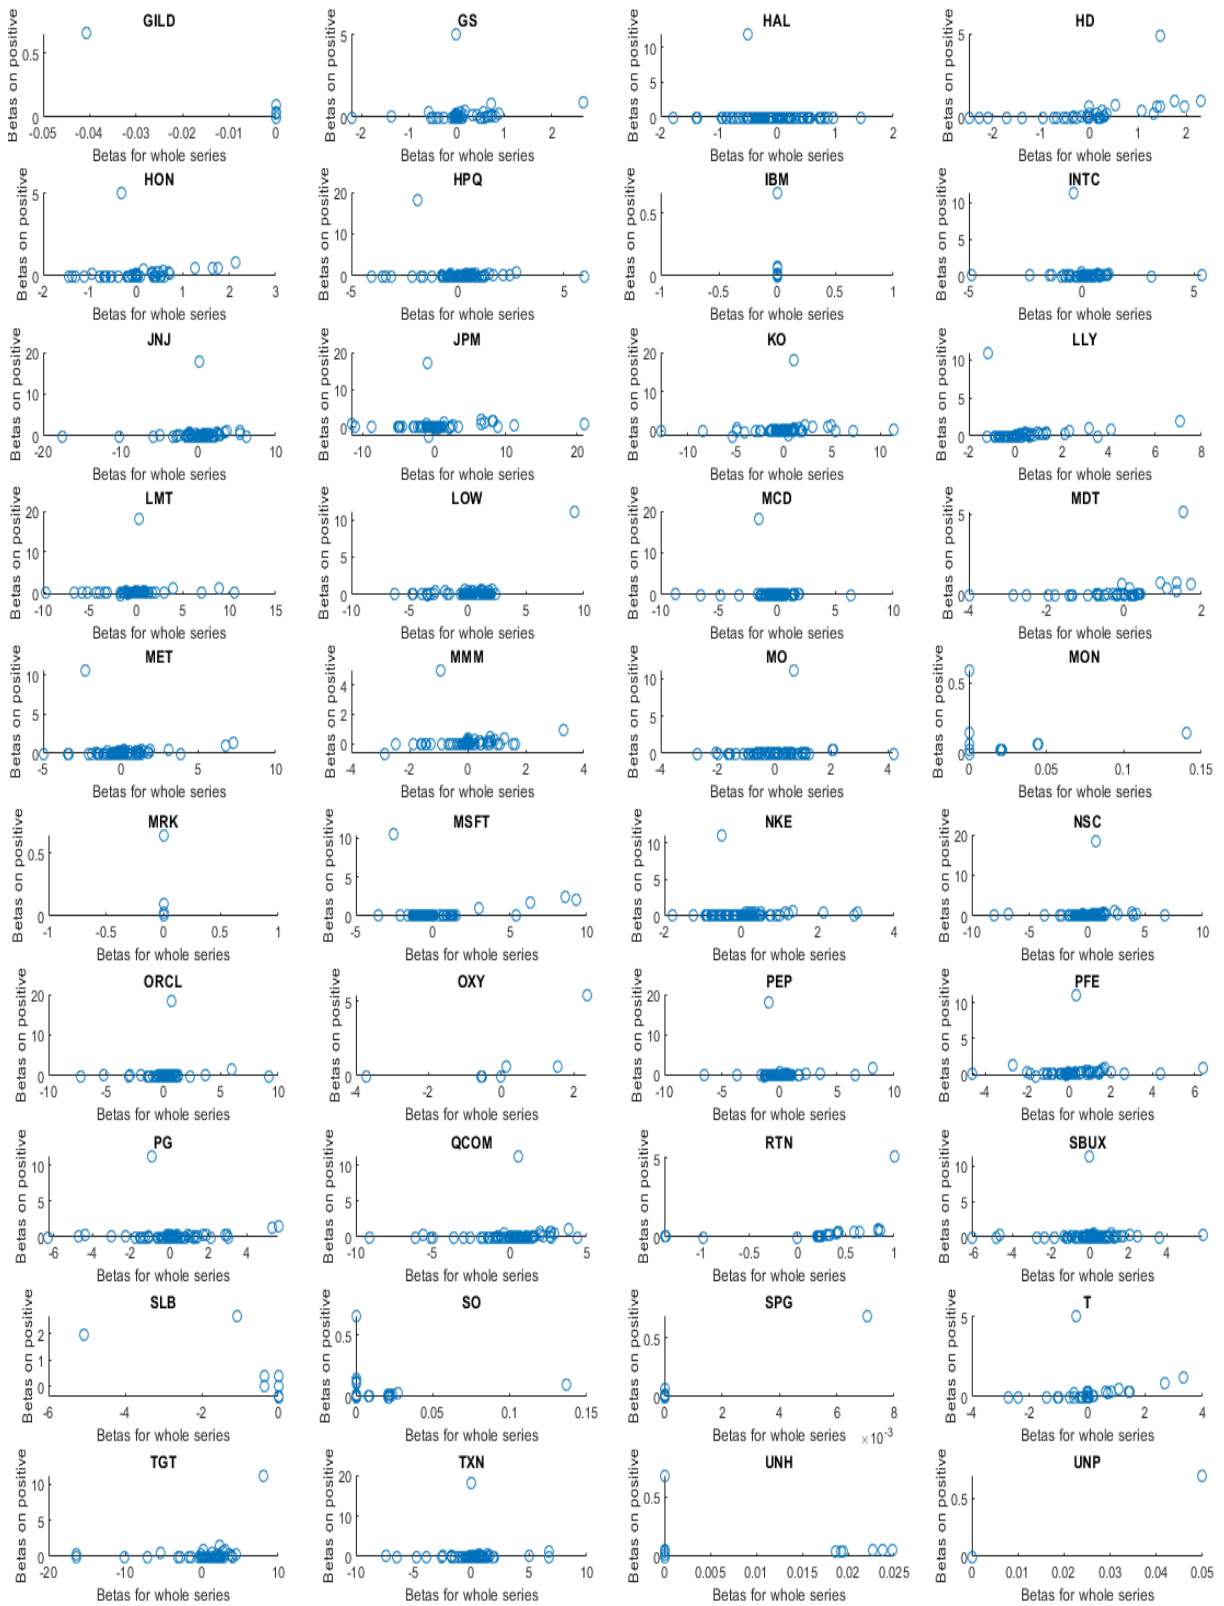 GILD
Betas on positive
0.5
0
-0.05 -0.04 -0.03 -0.02 -0.01 0
Betas for whole series
GS
Betas on positive
5
0
-2 -1 0 1 2
Betas for whole series
HAL
Betas on positive
10
5
0
-2 -1 0 1 2
Betas for whole series
HD
Betas on positive
5
0
-2 -1 0 1 2
Betas for whole series
HON
Betas on positive
5
0
-2 -1 0 1 2 3
Betas for whole series
HPQ
Betas on positive
20
10
0
-5 0 5
Betas for whole series
IBM
Betas on positive
0.5
0
-1 -0.5 0 0.5 1
Betas for whole series
INTC
Betas on positive
10
5
0
-5 0 5
Betas for whole series
JNJ
Betas on positive
20
10
0
-20 -10 0 10
Betas for whole series
JPM
Betas on positive
20
10
0
-10 0 10 20
Betas for whole series
KO
Betas on positive
20
10
0
-10 -5 0 5 10
Betas for whole series
LLY
Betas on positive
10
5
0
-2 0 2 4 6 8
Betas for whole series
LMT
Betas on positive
20
10
0
-10 -5 0 5 10 15
Betas for whole series
LOW
Betas on positive
10
5
0
-10 -5 0 5 10
Betas for whole series
MCD
Betas on positive
20
10
0
-10 -5 0 5 10
Betas for whole series
MDT
Betas on positive
5
0
-4 -2 0 2
Betas for whole series
MET
Betas on positive
10
5
0
-5 0 5 10
Betas for whole series
MMM
Betas on positive
4
2
0
-4 -2 0 2 4
Betas for whole series
MO
Betas on positive
10
5
0
-4 -2 0 2 4
Betas for whole series
MON
Betas on positive
0.5
0
0 0.05 0.1 0.15
Betas for whole series
MRK
Betas on positive
0.5
0
-1 -0.5 0 0.5 1
Betas for whole series
MSFT
Betas on positive
10
5
0
-5 0 5 10
Betas for whole series
NKE
Betas on positive
10
5
0
-2 0 2 4
Betas for whole series
NSC
Betas on positive
20
10
0
-10 -5 0 5 10
Betas for whole series
ORCL
Betas on positive
20
10
0
-10 -5 0 5 10
Betas for whole series
OXY
Betas on positive
5
0
-4 -2 0 2
Betas for whole series
PEP
Betas on positive
20
10
0
-10 -5 0 5 10
Betas for whole series
PFE
Betas on positive
10
5
0
-4 -2 0 2 4 6
Betas for whole series
PG
Betas on positive
10
5
0
-6 -4 -2 0 2 4
Betas for whole series
QCOM
Betas on positive
10
5
0
-10 -5 0 5
Betas for whole series
RTN
Betas on positive
5
0
-1 -0.5 0 0.5 1
Betas for whole series
SBUX
Betas on positive
10
5
0
-6 -4 -2 0 2 4
Betas for whole series
SLB
Betas on positive
2
1
0
-6 -4 -2 0
Betas for whole series
SO
Betas on positive
0.5
0
0 0.05 0.1 0.15
Betas for whole series
SPG
Betas on positive
0.5
0
0 2 4 6 8
Betas for whole series ×10-3
T
Betas on positive
5
0
-4 -2 0 2 4
Betas for whole series
TGT
Betas on positive
10
5
0
-20 -10 0 10
Betas for whole series
TXN
Betas on positive
20
10
0
-10 -5 0 5 10
Betas for whole series
UNH
Betas on positive
0.5
0
0 0.005 0.01 0.015 0.02 0.025
Betas for whole series
UNP
Betas on positive
0.5
0
0 0.01 0.02 0.03 0.04 0.05
Betas for whole series